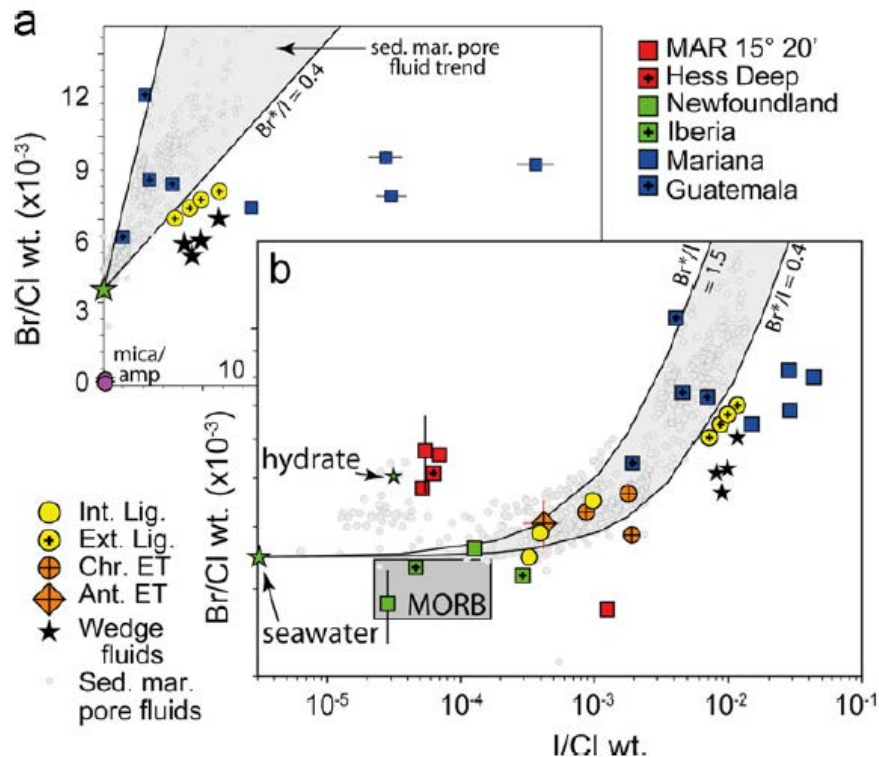 a
sed. mar. pore
fluid trend
Br*/I = 0.4
Br/Cl wt. (x10⁻³)
12
9
6
3
0
mica/
amp
MAR 15° 20'
Hess Deep
Newfoundland
Iberia
Mariana
Guatemala
b
10
Br*/I
= 1.5
Br*/I = 0.4
hydrate
Br/Cl wt. (x10⁻³)
MORB
seawater
10⁻⁵
10⁻⁴
10⁻³
10⁻²
10⁻¹
I/Cl wt.
Int. Lig.
Ext. Lig.
Chr. ET
Ant. ET
Wedge
fluids
Sed. mar.
pore fluids